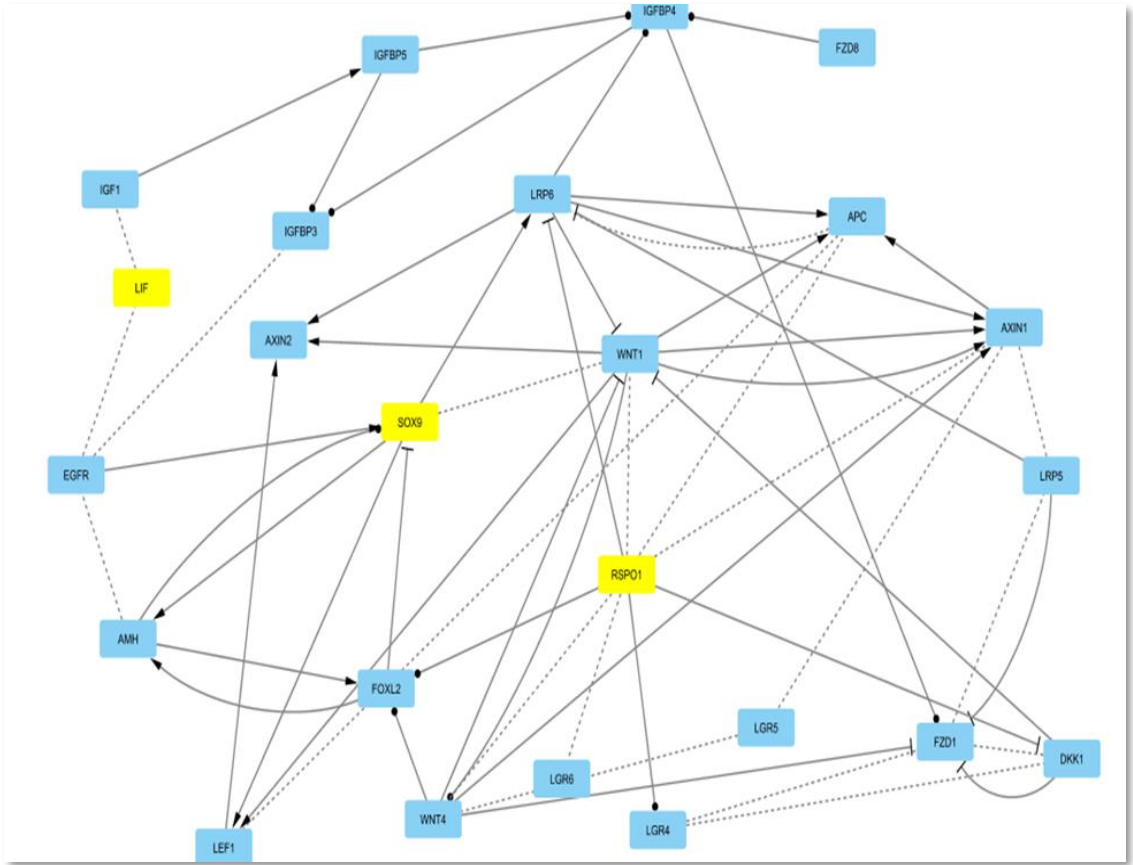 IGFBP4
IGFBP5
FZD8
IGF1
LRP6
APC
IGFBP3
LIF
AXIN2
WNT1
AXIN1
SOX9
EGFR
LRP5
RSPO1
AMH
FOXL2
LGR5
FZD1
DKK1
LGR6
WNT4
LGR4
LEF1